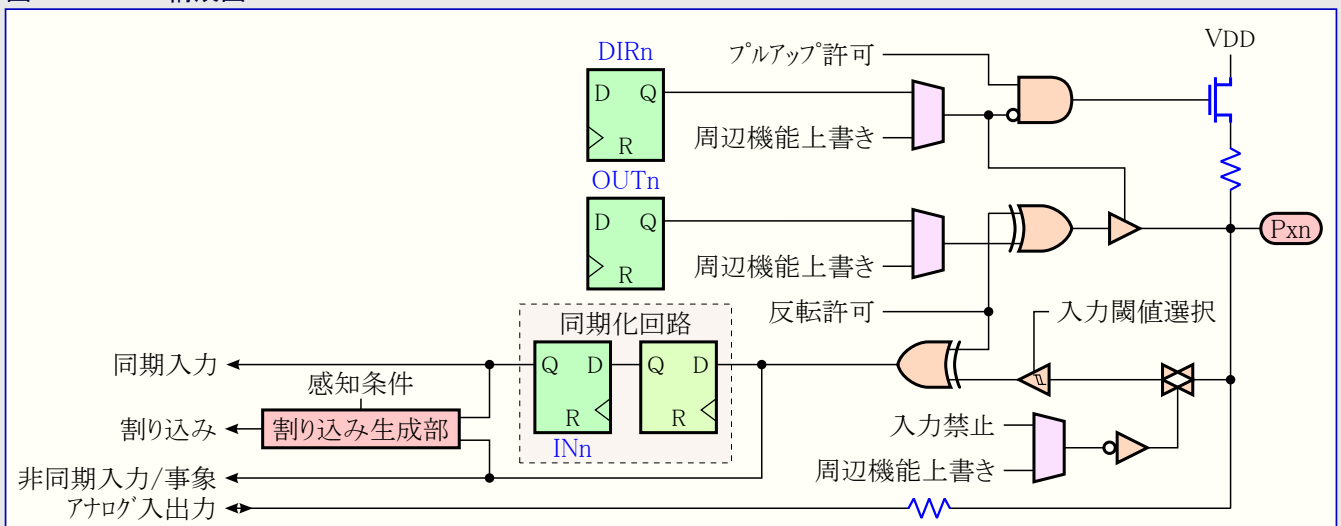 VDD
DIRn
プルアップ許可
D Q
R
周辺機能上書き
OUTn
D Q
R
周辺機能上書き
Pxn
反転許可
入力閾値選択
同期化回路
同期入力
Q D
R
Q D
R
INn
感知条件
割り込み
割り込み生成部
入力禁止
周辺機能上書き
非同期入力/事象
アナログ入出力